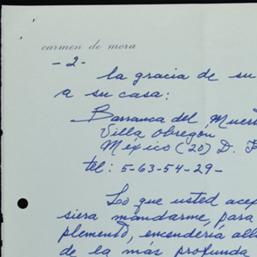 carmen de mora
-2-
la gracia de su
a su casa:
Barranca del Muer
Villa Obregón
México (20) D. F
tel: 5-63-54-29-
Lo que usted acep
siera mandarme, para
plemento, encendería all
de la más profunda